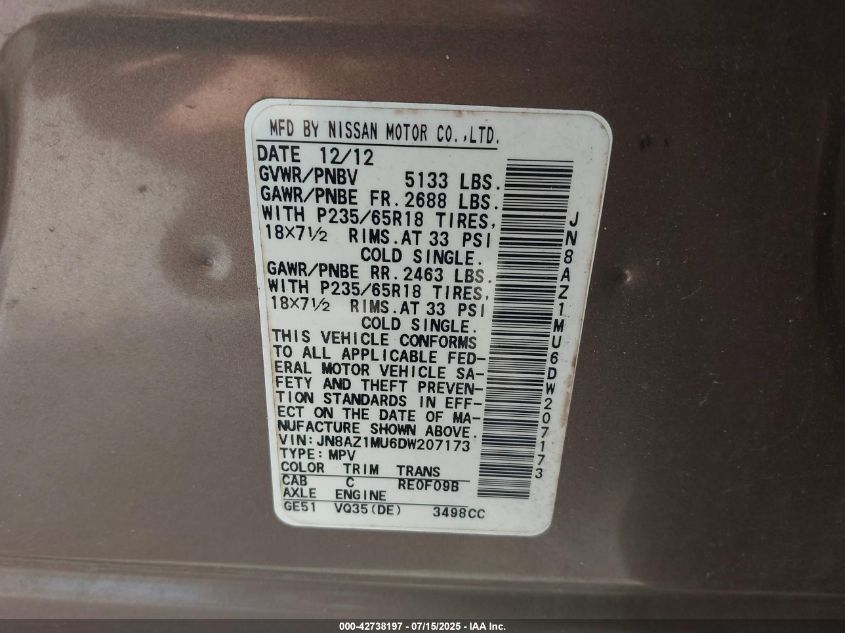 MFD BY NISSAN MOTOR CO.,LTD.
DATE 12/12
GVWR/PNBV 5133 LBS.
GAWR/PNBE FR. 2688 LBS.
WITH P235/65R18 TIRES,
18X7½ RIMS. AT 33 PSI
COLD SINGLE.
GAWR/PNBE RR. 2463 LBS.
WITH P235/65R18 TIRES,
18X7½ RIMS. AT 33 PSI
COLD SINGLE.
THIS VEHICLE CONFORMS
TO ALL APPLICABLE FED-
ERAL MOTOR VEHICLE SA-
FETY AND THEFT PREVEN-
TION STANDARDS IN EFF-
ECT ON THE DATE OF MA-
NUFACTURE SHOWN ABOVE.
VIN:JN8AZ1MU6DW207173
TYPE: MPV
COLOR TRIM TRANS
CAB C RE0F09B
AXLE ENGINE
GE51 VQ35(DE) 3498CC
JN8AZ1MU6DW207173
000-42738197 - 07/15/2025 - IAA Inc.